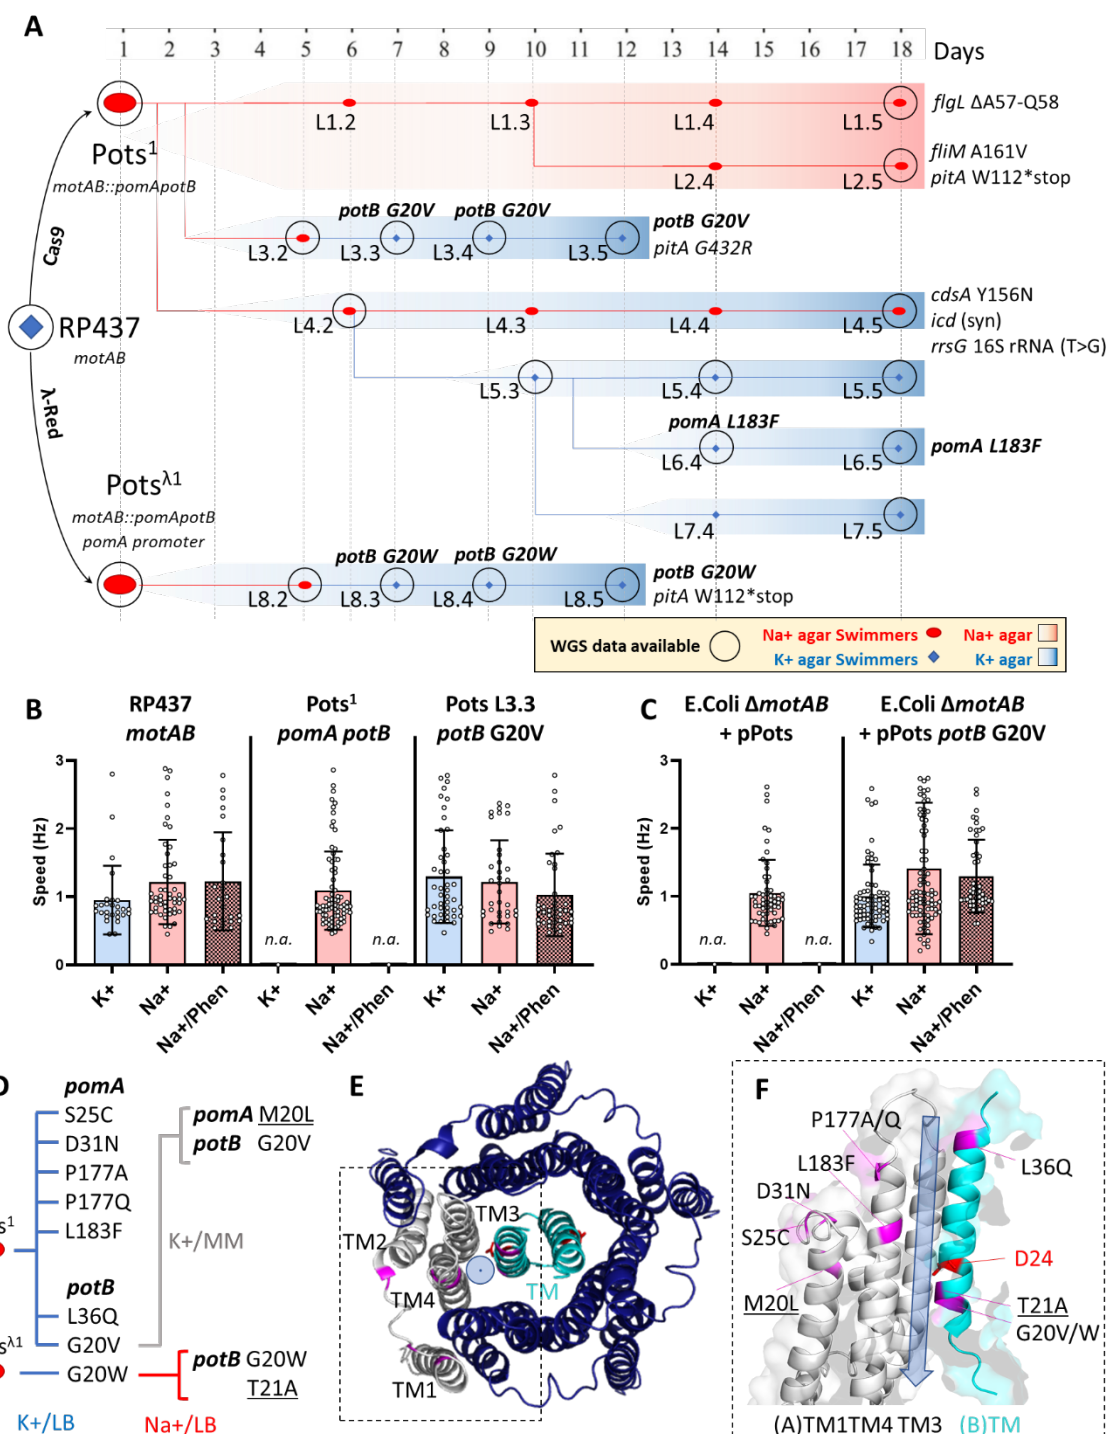 A
1 2 3 4 5 6 7 8 9 10 11 12 13 14 15 16 17 18 Days
L1.2 L1.3 L1.4 L1.5 flgL ΔA57-Q58
Pots1
motAB::pomApotB
L2.4 L2.5 fliM A161V
pitA W112*stop
Cas9
potB G20V potB G20V potB G20V
L3.2 L3.3 L3.4 L3.5 pitA G432R
RP437
motAB
L4.2 L4.3 L4.4 L4.5 cdsA Y156N
icd (syn)
rrsG 16S rRNA (T>G)
L5.3 L5.4 L5.5
λ-Red
pomA L183F
L6.4 L6.5 pomA L183F
Potsλ1
motAB::pomApotB
pomA promoter
L7.4 L7.5
potB G20W potB G20W potB G20W
L8.2 L8.3 L8.4 L8.5 pitA W112*stop
WGS data available
Na+ agar Swimmers Na+ agar
K+ agar Swimmers K+ agar
B
RP437 Pots1 Pots L3.3
motAB pomA potB potB G20V
Speed (Hz)
3
2
1
0
n.a. n.a.
K+ Na+ Na+/Phen K+ Na+ Na+/Phen K+ Na+ Na+/Phen
C
E.Coli ΔmotAB E.Coli ΔmotAB
+ pPots + pPots potB G20V
Speed (Hz)
3
2
1
0
n.a. n.a.
K+ Na+ Na+/Phen K+ Na+ Na+/Phen
D
pomA
S25C
D31N
P177A
P177Q
L183F
s1
potB
L36Q
G20V
sλ1
G20W
pomA M20L
potB G20V
K+/MM
potB G20W
T21A
K+/LB Na+/LB
E
TM3
TM2
TM
TM4
TM1
F
P177A/Q
L183F
L36Q
D31N
S25C
D24
M20L
T21A
G20V/W
(A)TM1TM4 TM3 (B)TM